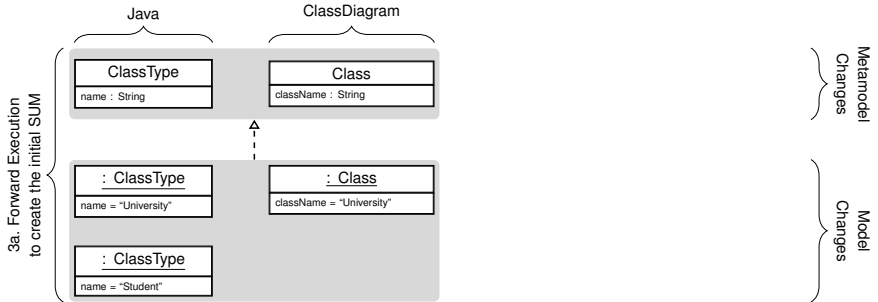 Java
ClassDiagram
3a. Forward Execution
to create the initial SUM
ClassType
name : String
Class
className : String
Metamodel
Changes
: ClassType
name = “University”
: Class
className = “University”
: ClassType
name = “Student”
Model
Changes